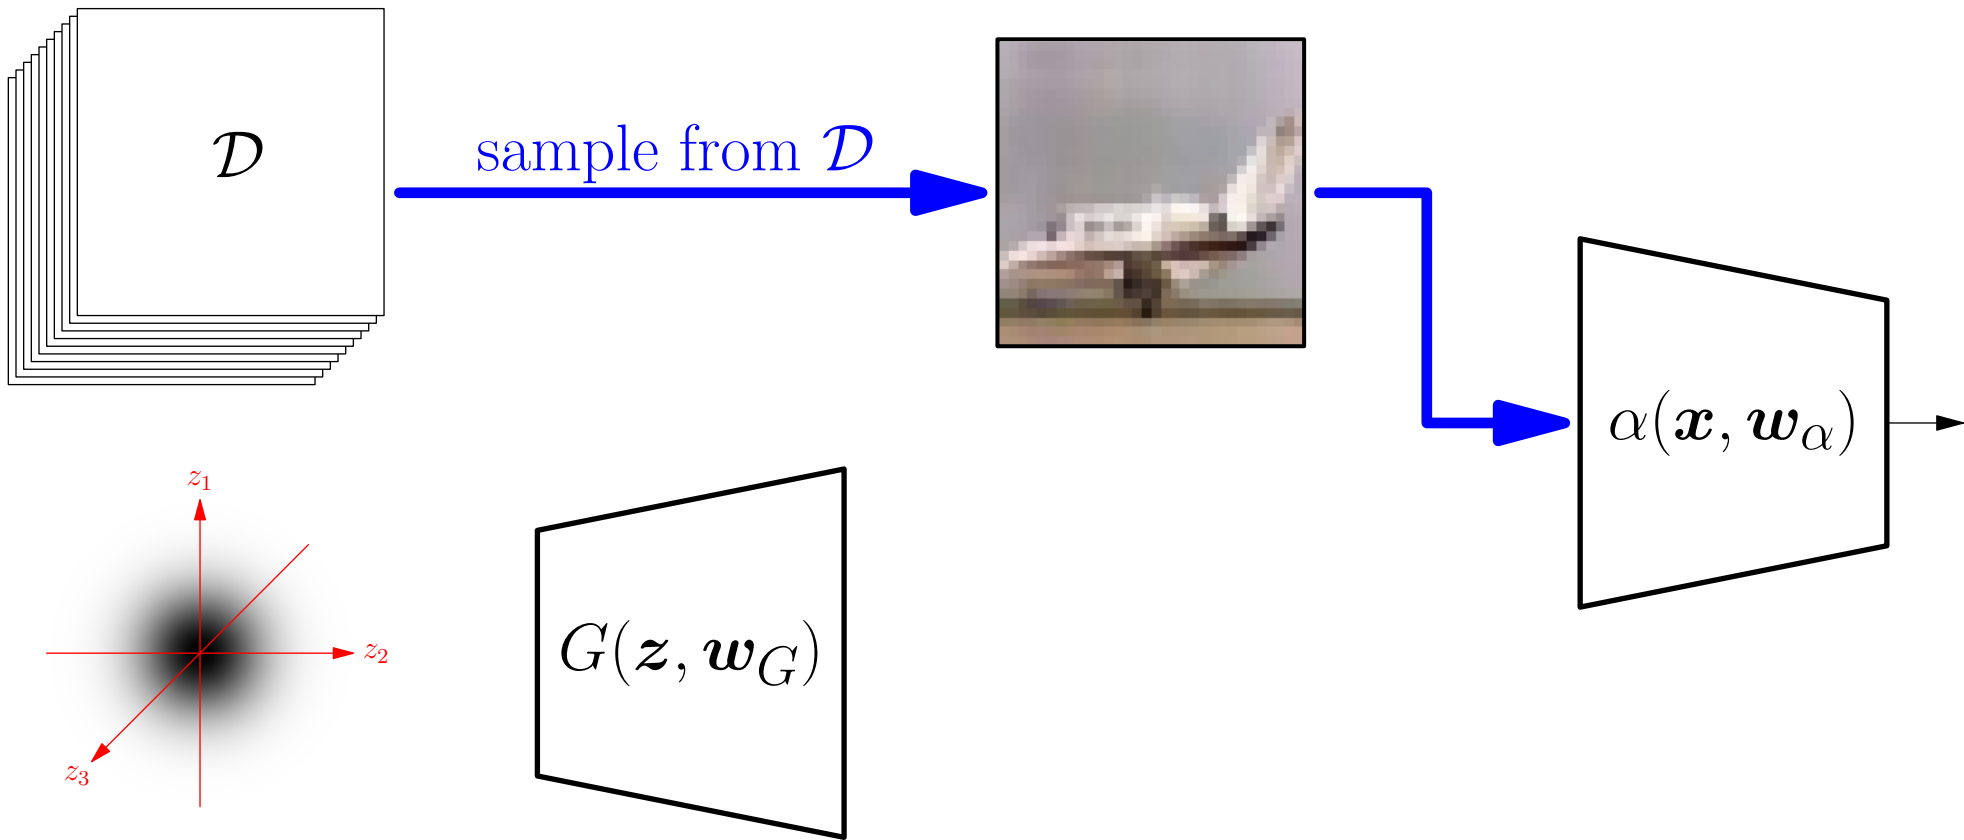 𝒟
sample from 𝒟
α(𝒙, 𝒘_α)
z₁
z₂
z₃
G(𝒛, 𝒘_G)